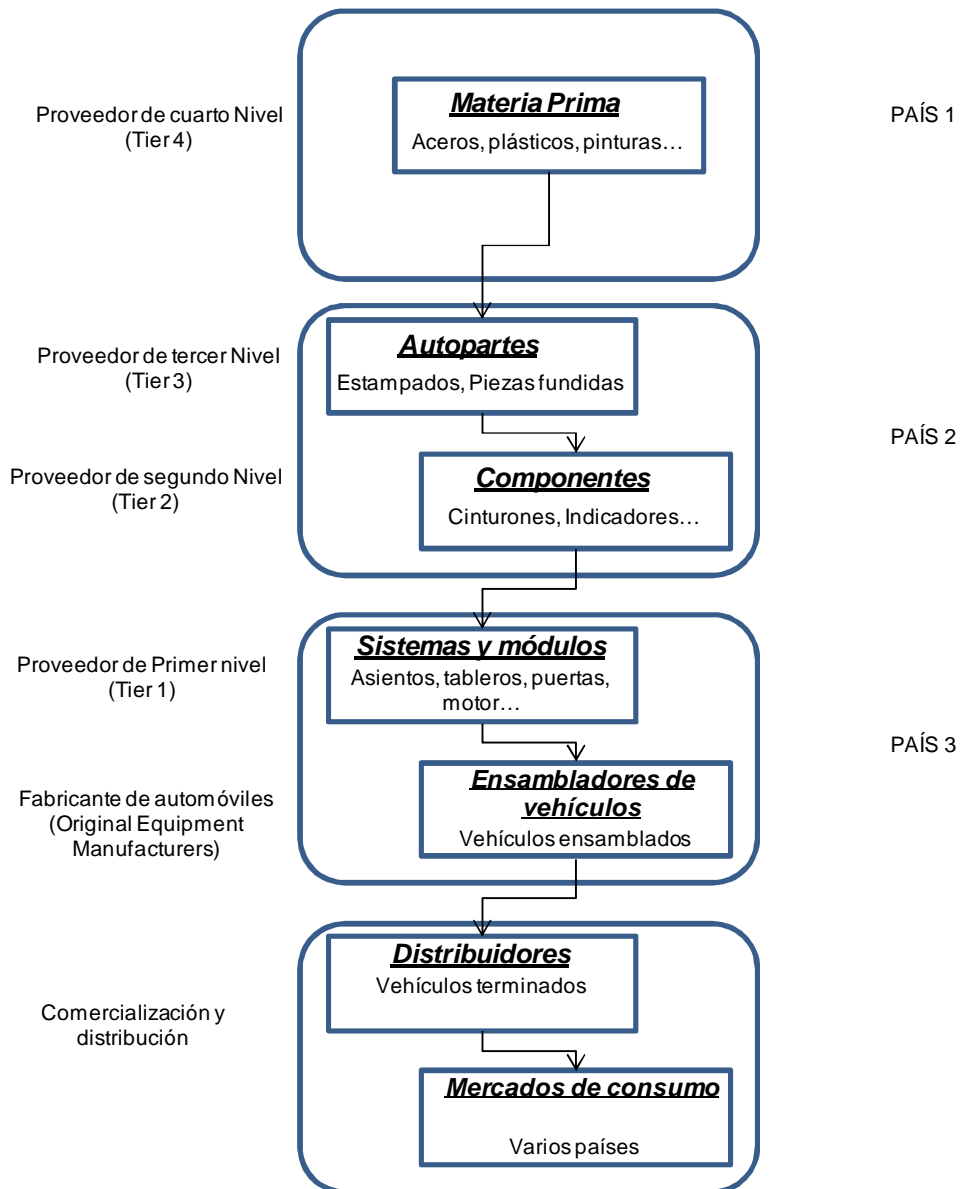 Materia Prima
Aceros, plásticos, pinturas…
Proveedor de cuarto Nivel
(Tier 4)
PAÍS 1
Autopartes
Estampados, Piezas fundidas
Proveedor de tercer Nivel
(Tier 3)
PAÍS 2
Componentes
Cinturones, Indicadores…
Proveedor de segundo Nivel
(Tier 2)
Sistemas y módulos
Asientos, tableros, puertas,
motor…
Proveedor de Primer nivel
(Tier 1)
PAÍS 3
Ensambladores de
vehículos
Vehículos ensamblados
Fabricante de automóviles
(Original Equipment
Manufacturers)
Distribuidores
Vehículos terminados
Comercialización y
distribución
Mercados de consumo
Varios países